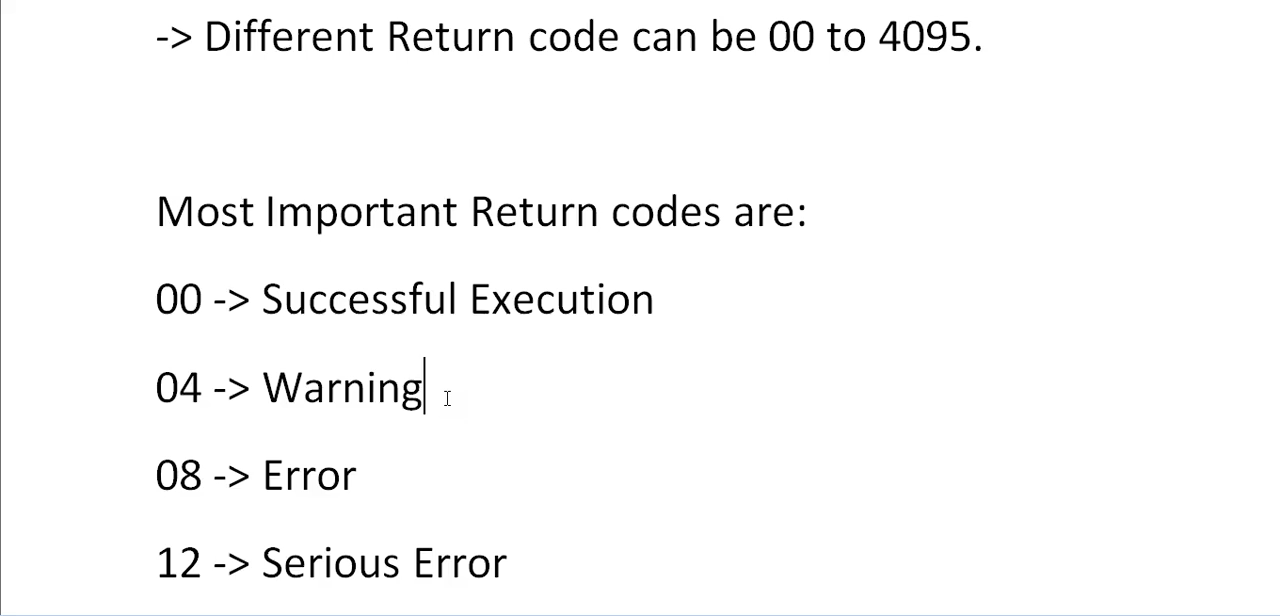 -> Different Return code can be 00 to 4095.
Most Important Return codes are:
00 -> Successful Execution
04 -> Warning
08 -> Error
12 -> Serious Error